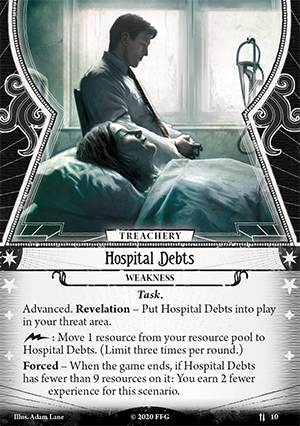 TREACHERY
Hospital Debts
WEAKNESS
Task.
Advanced. Revelation – Put Hospital Debts into play
in your threat area.
: Move 1 resource from your resource pool to
Hospital Debts. (Limit three times per round.)
Forced – When the game ends, if Hospital Debts
has fewer than 9 resources on it: You earn 2 fewer
experience for this scenario.
Illus. Adam Lane
© 2020 FFG
10